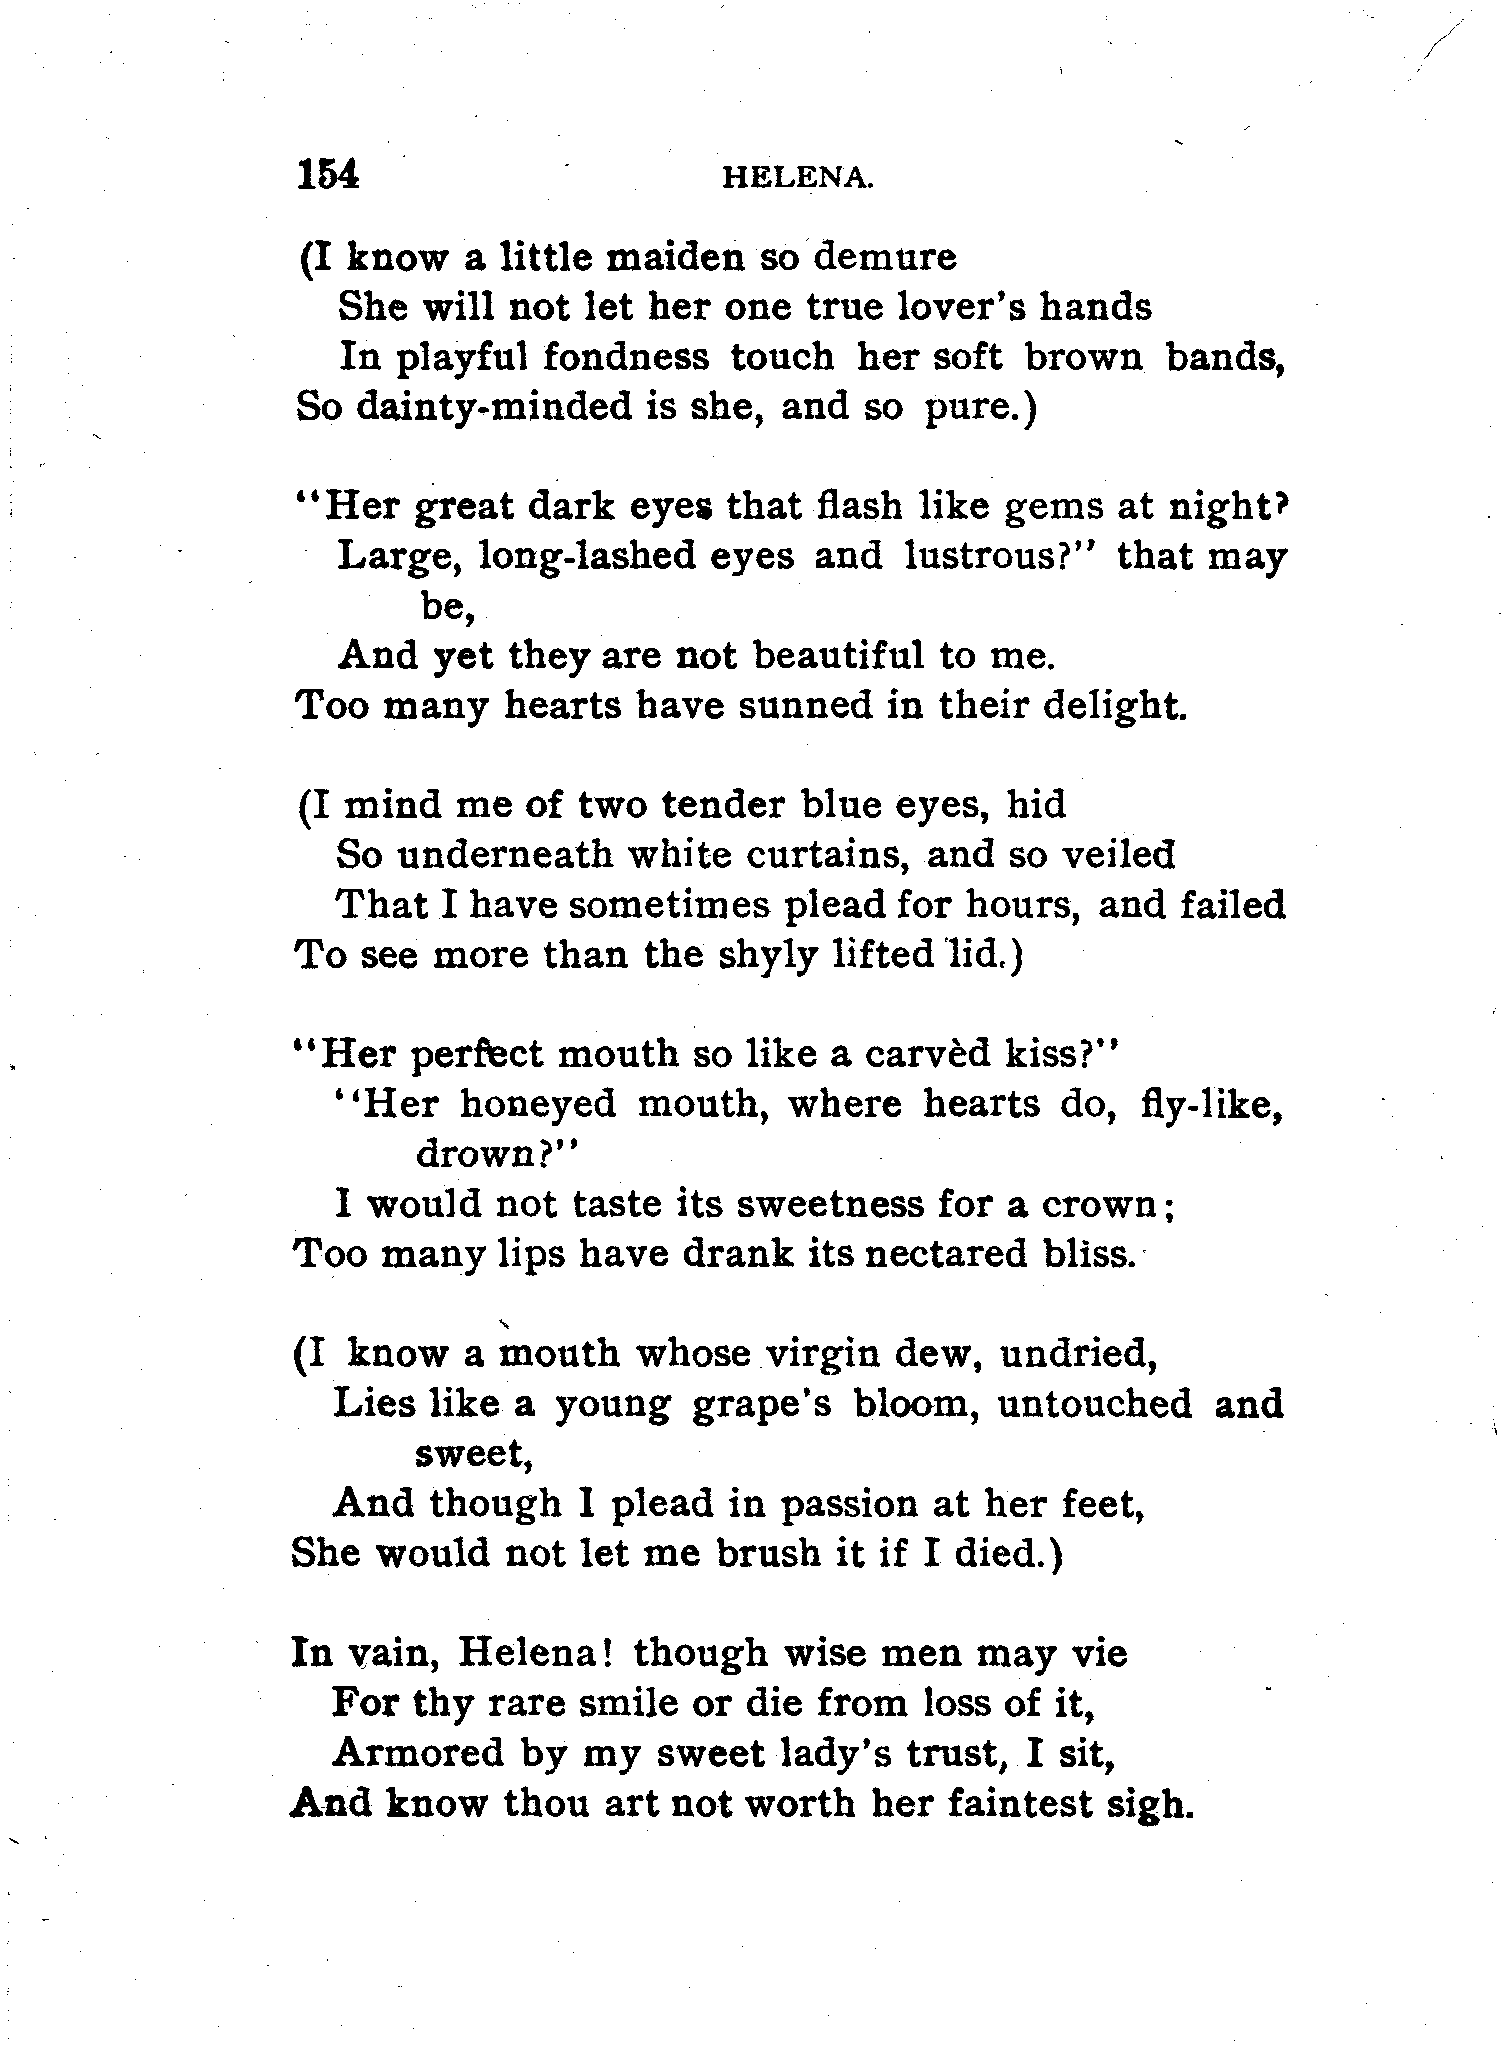 154 HELENA.
(I know a little maiden so demure
She will not let her one true lover's hands
In playful fondness touch her soft brown bands,
So dainty-minded is she, and so pure.)
"Her great dark eyes that flash like gems at night?
Large, long-lashed eyes and lustrous?" that may
be,
And yet they are not beautiful to me.
Too many hearts have sunned in their delight.
(I mind me of two tender blue eyes, hid
So underneath white curtains, and so veiled
That I have sometimes plead for hours, and failed
To see more than the shyly lifted lid.)
"Her perfect mouth so like a carvèd kiss?"
"Her honeyed mouth, where hearts do, fly-like,
drown?"
I would not taste its sweetness for a crown;
Too many lips have drank its nectared bliss.
(I know a mouth whose virgin dew, undried,
Lies like a young grape's bloom, untouched and
sweet,
And though I plead in passion at her feet,
She would not let me brush it if I died.)
In vain, Helena! though wise men may vie
For thy rare smile or die from loss of it,
Armored by my sweet lady's trust, I sit,
And know thou art not worth her faintest sigh.